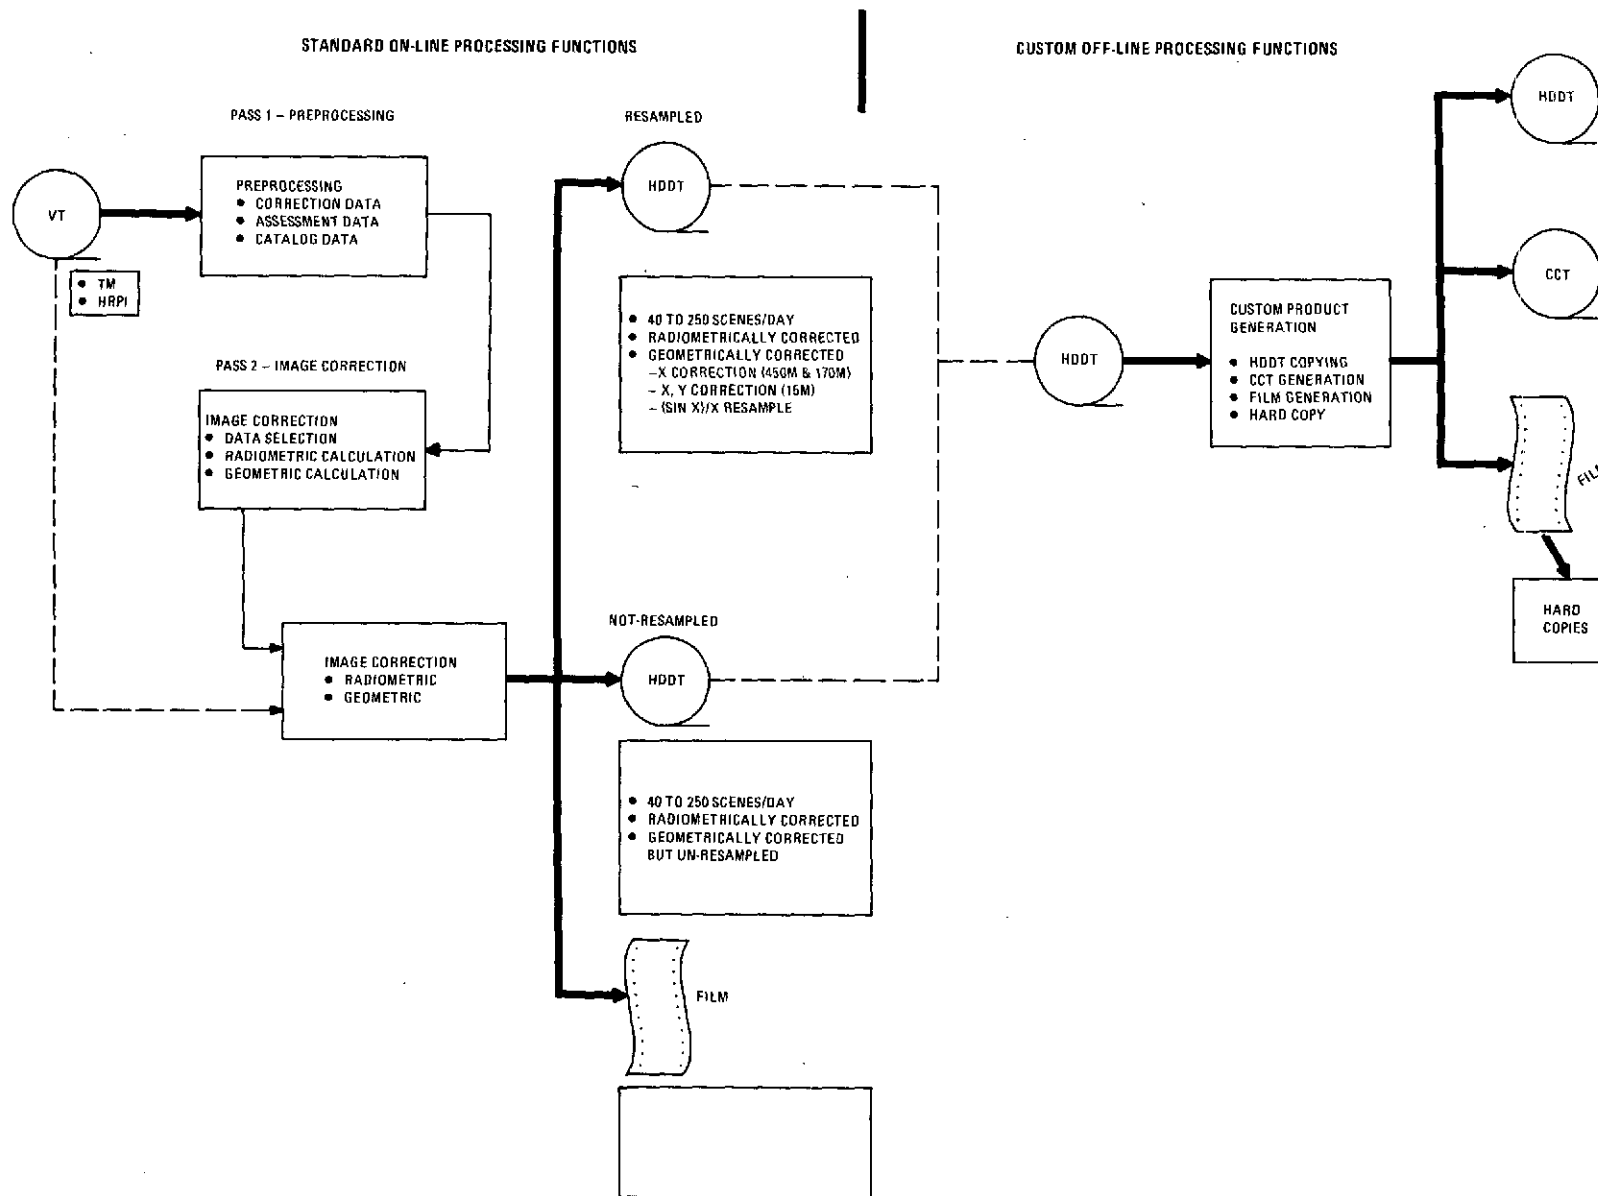 STANDARD ON-LINE PROCESSING FUNCTIONS
CUSTOM OFF-LINE PROCESSING FUNCTIONS
PASS 1 – PREPROCESSING
VT
● TM
● HRPI
PREPROCESSING
● CORRECTION DATA
● ASSESSMENT DATA
● CATALOG DATA
PASS 2 – IMAGE CORRECTION
IMAGE CORRECTION
● DATA SELECTION
● RADIOMETRIC CALCULATION
● GEOMETRIC CALCULATION
IMAGE CORRECTION
● RADIOMETRIC
● GEOMETRIC
RESAMPLED
HDDT
● 40 TO 250 SCENES/DAY
● RADIOMETRICALLY CORRECTED
● GEOMETRICALLY CORRECTED
–X CORRECTION (450M & 170M)
– X, Y CORRECTION (15M)
– (SIN X)/X RESAMPLE
NOT-RESAMPLED
HDDT
● 40 TO 250 SCENES/DAY
● RADIOMETRICALLY CORRECTED
● GEOMETRICALLY CORRECTED
BUT UN-RESAMPLED
FILM
HDDT
CUSTOM PRODUCT
GENERATION
● HDDT COPYING
● CCT GENERATION
● FILM GENERATION
● HARD COPY
HDDT
CCT
HARD
COPIES